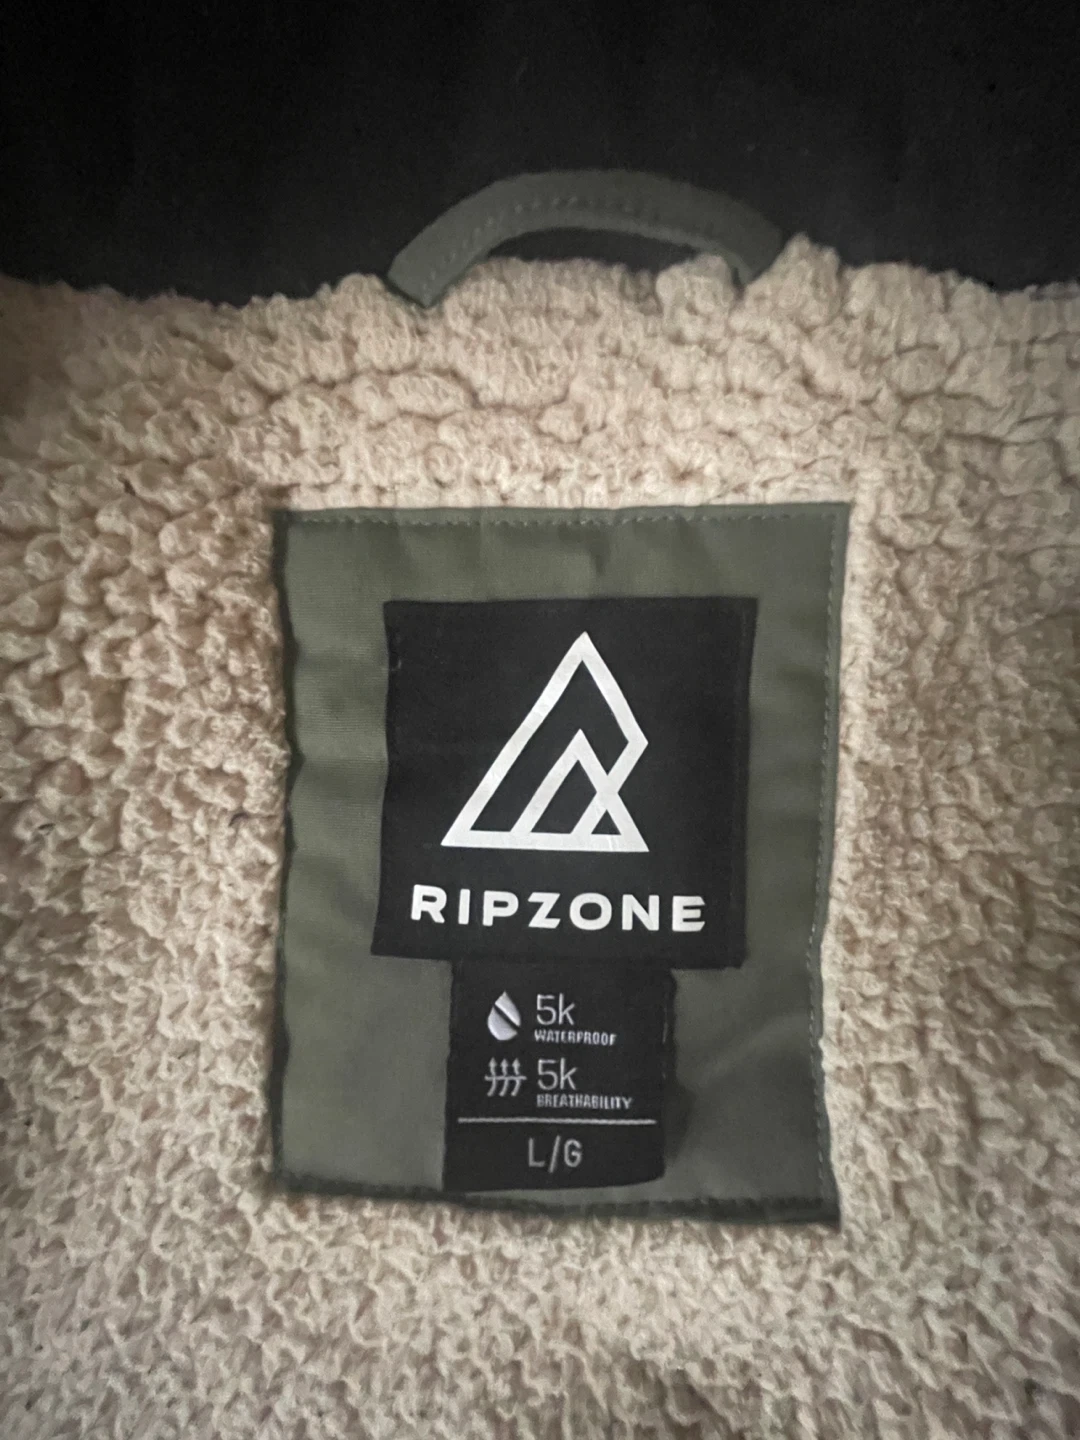 RIPZONE
5k
WATERPROOF
5k
BREATHABILITY
L/G